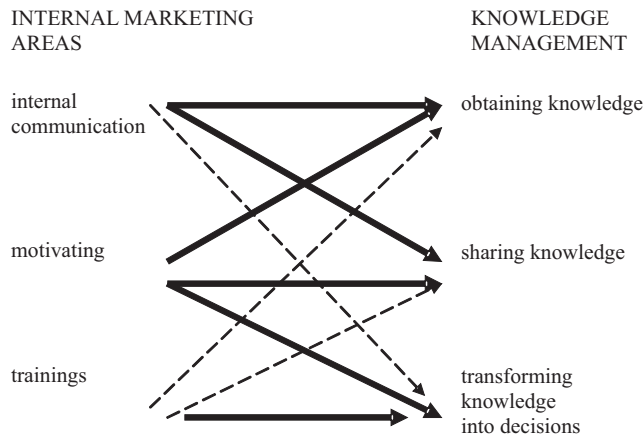 INTERNAL MARKETING
AREAS
KNOWLEDGE
MANAGEMENT
internal
communication
obtaining knowledge
motivating
sharing knowledge
trainings
transforming
knowledge
into decisions